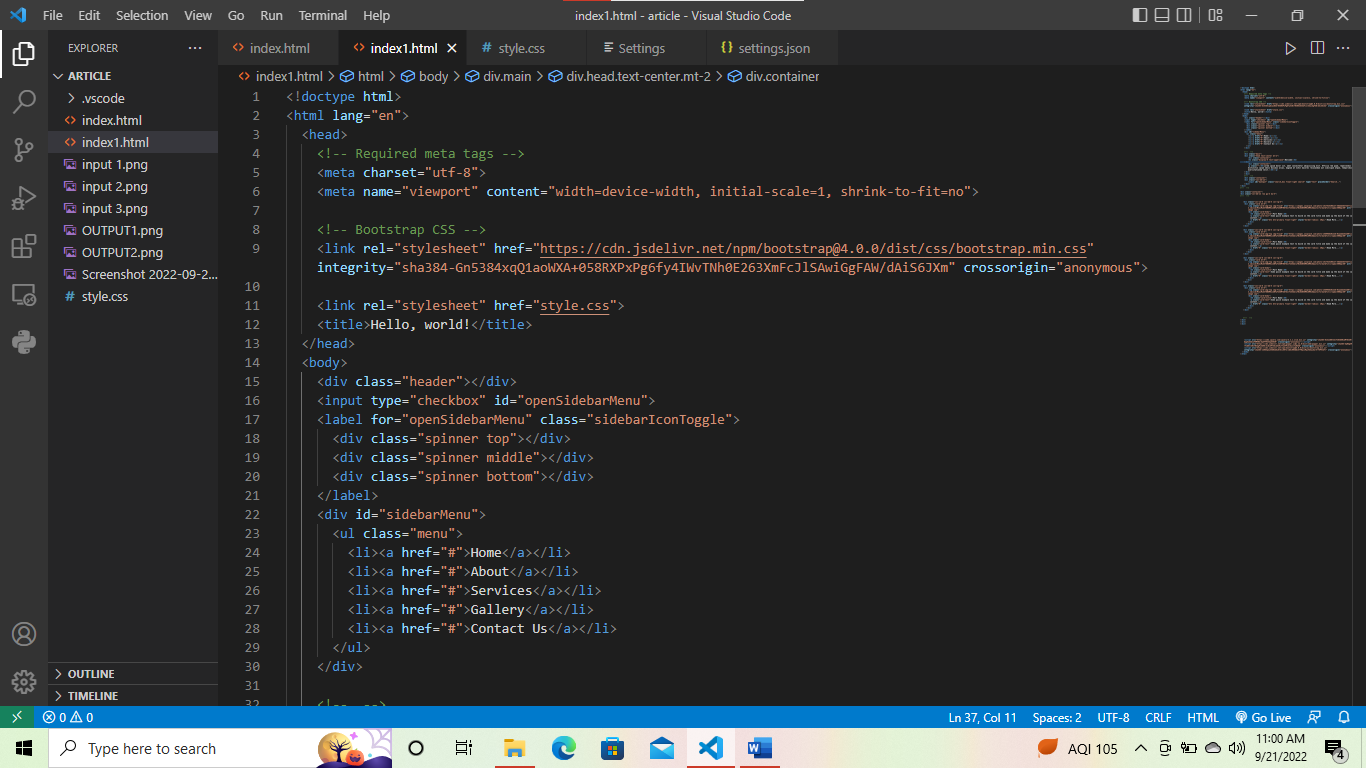 File Edit Selection View Go Run Terminal Help index1.html - article - Visual Studio Code
EXPLORER
ARTICLE
.vscode
index.html
index1.html
input 1.png
input 2.png
input 3.png
OUTPUT1.png
OUTPUT2.png
Screenshot 2022-09-2...
style.css
OUTLINE
TIMELINE
index.html index1.html style.css Settings settings.json
index1.html > html > body > div.main > div.head.text-center.mt-2 > div.container
1 <!doctype html>
2 <html lang="en">
3 <head>
4 <!-- Required meta tags -->
5 <meta charset="utf-8">
6 <meta name="viewport" content="width=device-width, initial-scale=1, shrink-to-fit=no">
7
8 <!-- Bootstrap CSS -->
9 <link rel="stylesheet" href="https://cdn.jsdelivr.net/npm/bootstrap@4.0.0/dist/css/bootstrap.min.css"
integrity="sha384-Gn5384xqQ1aoWXA+058RXPxPg6fy4IWvTNh0E263XmFcJlSAwiGgFAW/dAiS6JXm" crossorigin="anonymous">
10
11 <link rel="stylesheet" href="style.css">
12 <title>Hello, world!</title>
13 </head>
14 <body>
15 <div class="header"></div>
16 <input type="checkbox" id="openSidebarMenu">
17 <label for="openSidebarMenu" class="sidebarIconToggle">
18 <div class="spinner top"></div>
19 <div class="spinner middle"></div>
20 <div class="spinner bottom"></div>
21 </label>
22 <div id="sidebarMenu">
23 <ul class="menu">
24 <li><a href="#">Home</a></li>
25 <li><a href="#">About</a></li>
26 <li><a href="#">Services</a></li>
27 <li><a href="#">Gallery</a></li>
28 <li><a href="#">Contact Us</a></li>
29 </ul>
30 </div>
31
32 <!-- -->
0 0 Ln 37, Col 11 Spaces: 2 UTF-8 CRLF HTML Go Live
Type here to search AQI 105 11:00 AM
9/21/2022 4